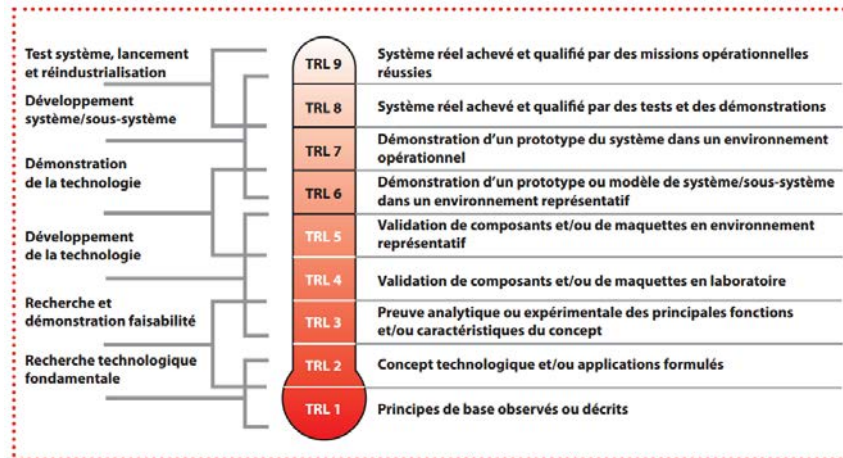 Test système, lancement
et réindustrialisation
Développement
système/sous-système
Démonstration
de la technologie
Développement
de la technologie
Recherche et
démonstration faisabilité
Recherche technologique
fondamentale
TRL 9
Système réel achevé et qualifié par des missions opérationnelles
réussies
TRL 8
Système réel achevé et qualifié par des tests et des démonstrations
TRL 7
Démonstration d'un prototype du système dans un environnement
opérationnel
TRL 6
Démonstration d'un prototype ou modèle de système/sous-système
dans un environnement représentatif
TRL 5
Validation de composants et/ou de maquettes en environnement
représentatif
TRL 4
Validation de composants et/ou de maquettes en laboratoire
TRL 3
Preuve analytique ou expérimentale des principales fonctions
et/ou caractéristiques du concept
TRL 2
Concept technologique et/ou applications formulés
TRL 1
Principes de base observés ou décrits